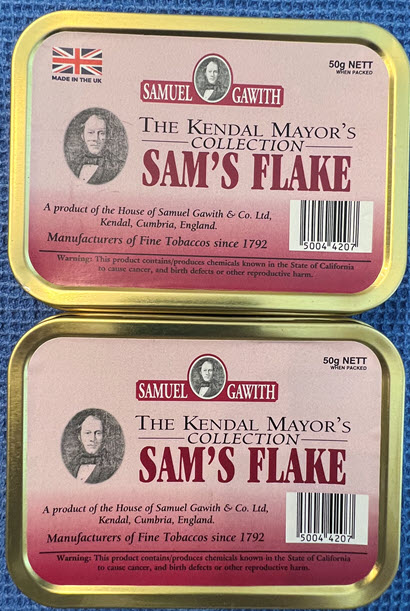 MADE IN THE UK
SAMUEL GAWITH
50g NETT
WHEN PACKED
THE KENDAL MAYOR'S
COLLECTION
SAM'S FLAKE
A product of the House of Samuel Gawith & Co. Ltd,
Kendal, Cumbria, England.
Manufacturers of Fine Tobaccos since 1792
5004 4207
Warning: This product contains/produces chemicals known in the State of California
to cause cancer, and birth defects or other reproductive harm.
SAMUEL GAWITH
50g NETT
WHEN PACKED
THE KENDAL MAYOR'S
COLLECTION
SAM'S FLAKE
A product of the House of Samuel Gawith & Co. Ltd,
Kendal, Cumbria, England.
Manufacturers of Fine Tobaccos since 1792
5004 4207
Warning: This product contains/produces chemicals known in the State of California
to cause cancer, and birth defects or other reproductive harm.